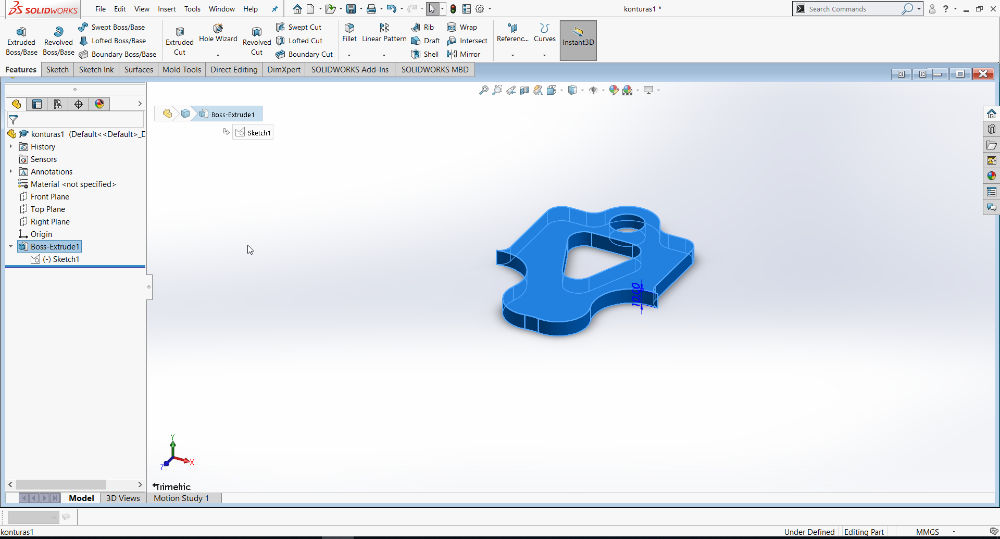 SOLIDWORKS File Edit View Insert Tools Window Help konturas1 * Search Commands ?
Extruded Boss/Base
Revolved Boss/Base
Swept Boss/Base
Lofted Boss/Base
Boundary Boss/Base
Extruded Cut
Hole Wizard
Revolved Cut
Swept Cut
Lofted Cut
Boundary Cut
Fillet
Linear Pattern
Rib
Draft
Shell
Wrap
Intersect
Mirror
Referenc...
Curves
Instant3D
Features Sketch Sketch Ink Surfaces Mold Tools Direct Editing DimXpert SOLIDWORKS Add-Ins SOLIDWORKS MBD
Boss-Extrude1
Sketch1
konturas1 (Default<<Default>_D
History
Sensors
Annotations
Material <not specified>
Front Plane
Top Plane
Right Plane
Origin
Boss-Extrude1
(-) Sketch1
10.00
Y
X
Z
*Trimetric
Model 3D Views Motion Study 1
konturas1 Under Defined Editing Part MMGS